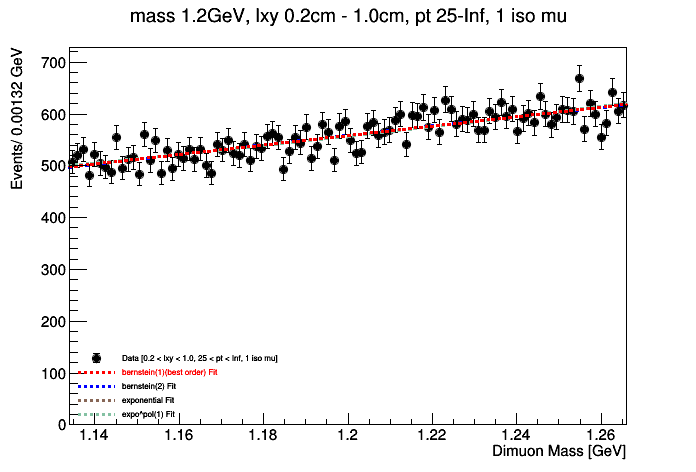 mass 1.2GeV, lxy 0.2cm - 1.0cm, pt 25-Inf, 1 iso mu
Events/ 0.00132 GeV
700
600
500
400
300
200
100
0
Data [0.2 < lxy < 1.0, 25 < pt < Inf, 1 iso mu]
bernstein(1)(best order) Fit
bernstein(2) Fit
exponential Fit
expo*pol(1) Fit
1.14 1.16 1.18 1.2 1.22 1.24 1.26
Dimuon Mass [GeV]